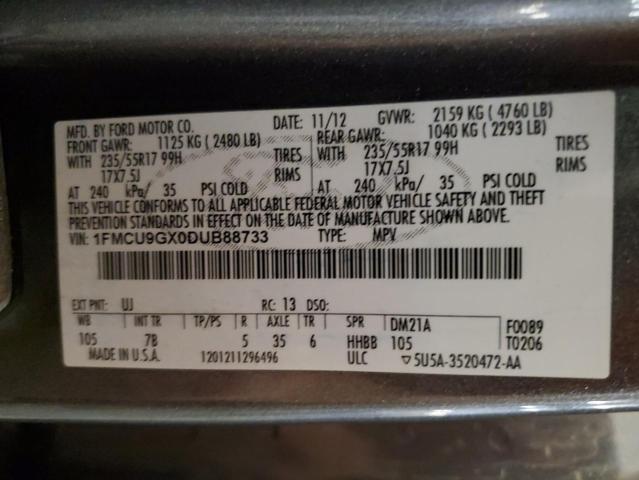 MFD. BY FORD MOTOR CO. DATE: 11/12 GVWR: 2159 KG ( 4760 LB)
FRONT GAWR: 1125 KG ( 2480 LB) REAR GAWR: 1040 KG ( 2293 LB)
WITH 235/55R17 99H TIRES WITH 235/55R17 99H TIRES
17X7.5J RIMS 17X7.5J RIMS
AT 240 kPa/ 35 PSI COLD AT 240 kPa/ 35 PSI COLD
THIS VEHICLE CONFORMS TO ALL APPLICABLE FEDERAL MOTOR VEHICLE SAFETY AND THEFT
PREVENTION STANDARDS IN EFFECT ON THE DATE OF MANUFACTURE SHOWN ABOVE.
VIN: 1FMCU9GX0DUB88733 TYPE: MPV
EXT PNT: UJ RC: 13 DSO:
WB INT TR TP/PS R AXLE TR SPR DM21A F0089
105 7B 5 35 6 HHBB 105 T0206
MADE IN U.S.A. 1201211296496 ULC ▽5U5A-3520472-AA